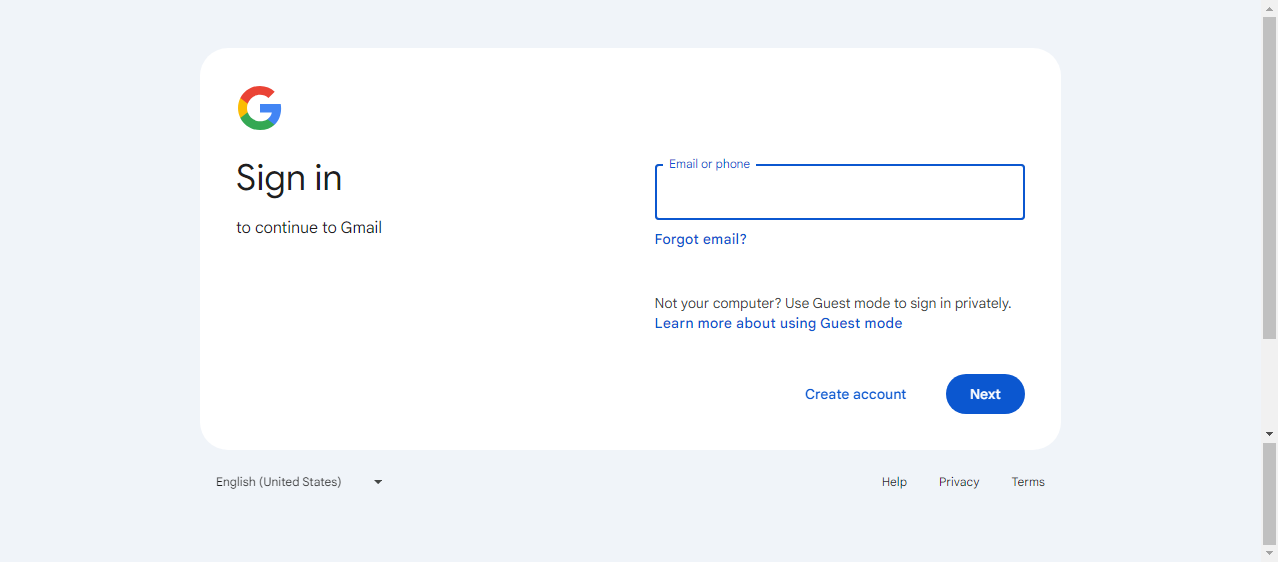 Sign in
to continue to Gmail
Email or phone
Forgot email?
Not your computer? Use Guest mode to sign in privately.
Learn more about using Guest mode
Create account
Next
English (United States)
Help
Privacy
Terms